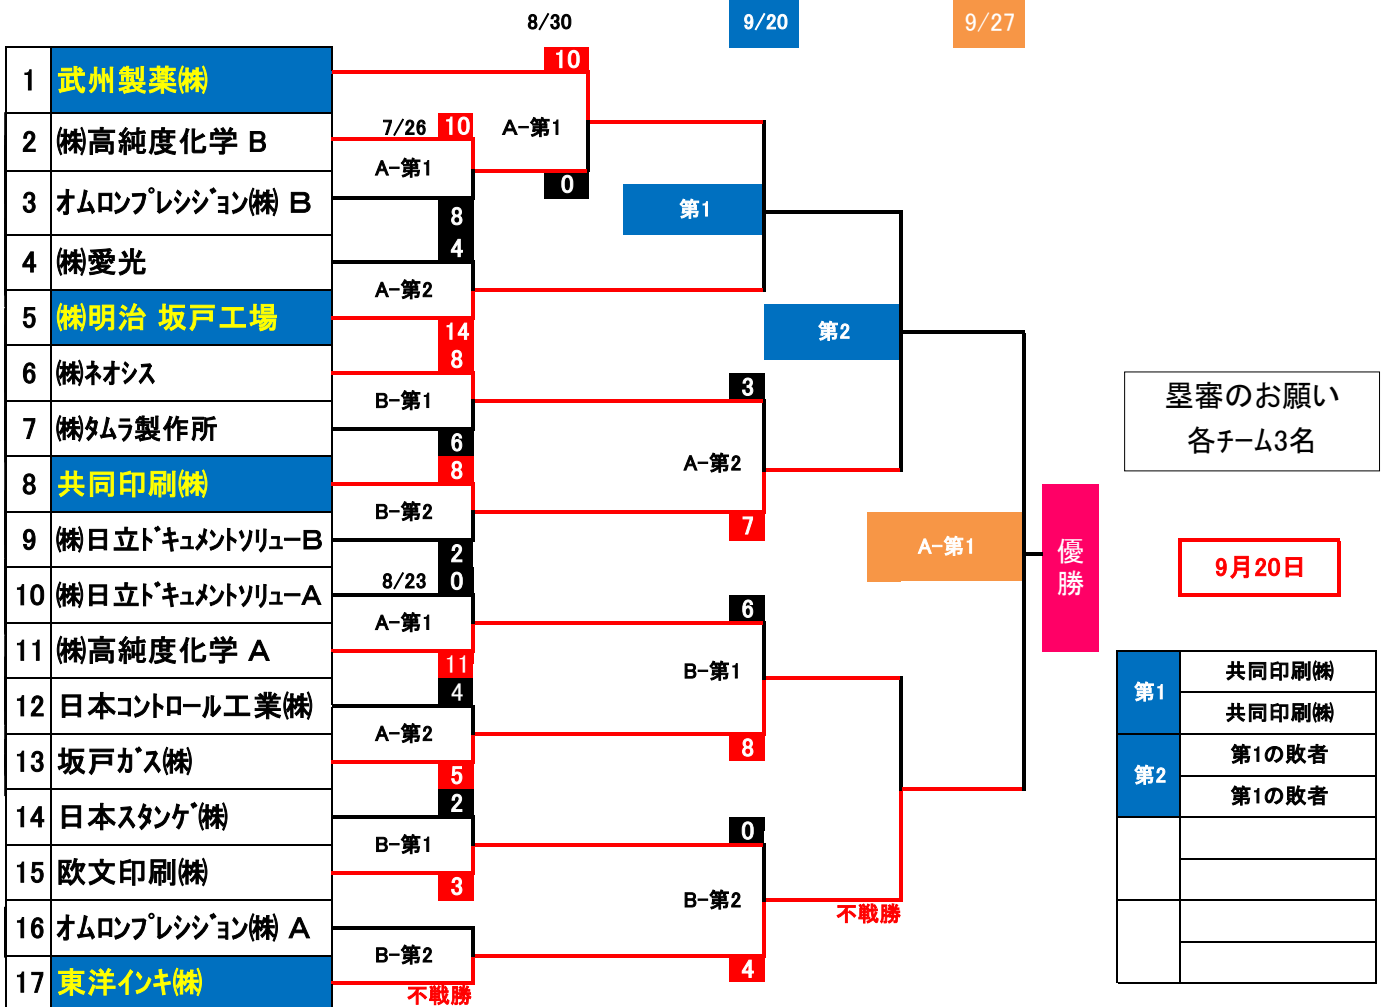 8/30
9/20
9/27
10
1 武州製薬㈱
7/26
10
A-第1
2 ㈱高純度化学 B
A-第1
0
3 オムロンプレシジョン㈱ B
8
第1
4
4 ㈱愛光
A-第2
5 ㈱明治 坂戸工場
14
第2
8
6 ㈱ネオシス
3
B-第1
7 ㈱タムラ製作所
6
塁審のお願い
各チーム3名
A-第2
8
8 共同印刷㈱
B-第2
7
9 ㈱日立ドキュメントソリューB
2
A-第1
優勝
9月20日
8/23
0
10 ㈱日立ドキュメントソリューA
6
A-第1
11 ㈱高純度化学 A
11
B-第1
第1
共同印刷㈱
共同印刷㈱
4
12 日本コントロール工業㈱
A-第2
8
13 坂戸ガス㈱
5
第2
第1の敗者
第1の敗者
2
14 日本スタンゲ㈱
0
B-第1
15 欧文印刷㈱
3
B-第2
不戦勝
16 オムロンプレシジョン㈱ A
B-第2
4
17 東洋インキ㈱
不戦勝